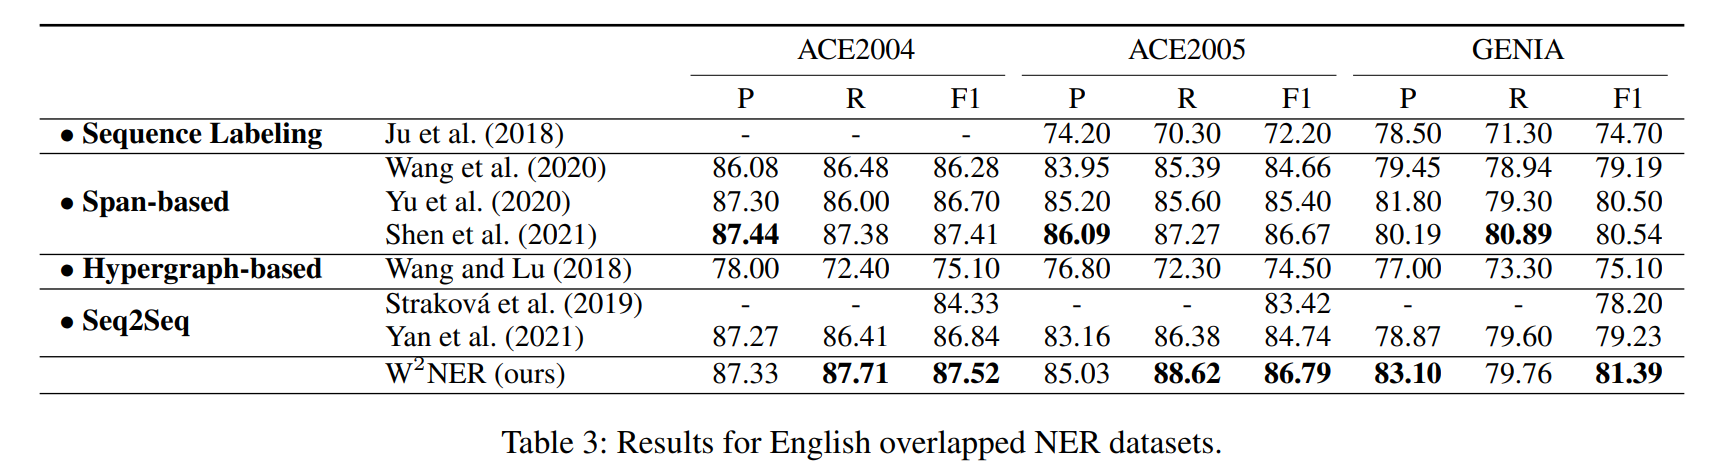 ACE2004 ACE2005 GENIA
P R F1 P R F1 P R F1
• Sequence Labeling Ju et al. (2018) - - - 74.20 70.30 72.20 78.50 71.30 74.70
Wang et al. (2020) 86.08 86.48 86.28 83.95 85.39 84.66 79.45 78.94 79.19
• Span-based Yu et al. (2020) 87.30 86.00 86.70 85.20 85.60 85.40 81.80 79.30 80.50
Shen et al. (2021) 87.44 87.38 87.41 86.09 87.27 86.67 80.19 80.89 80.54
• Hypergraph-based Wang and Lu (2018) 78.00 72.40 75.10 76.80 72.30 74.50 77.00 73.30 75.10
Straková et al. (2019) - - 84.33 - - 83.42 - - 78.20
• Seq2Seq
Yan et al. (2021) 87.27 86.41 86.84 83.16 86.38 84.74 78.87 79.60 79.23
W²NER (ours) 87.33 87.71 87.52 85.03 88.62 86.79 83.10 79.76 81.39
Table 3: Results for English overlapped NER datasets.